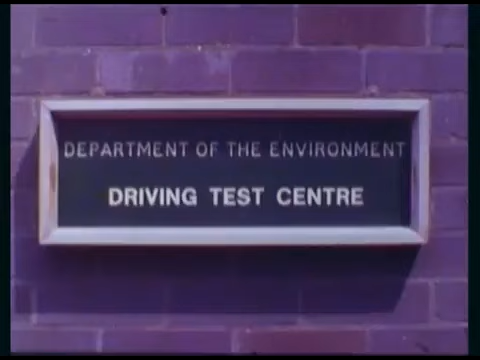 DEPARTMENT OF THE ENVIRONMENT
DRIVING TEST CENTRE